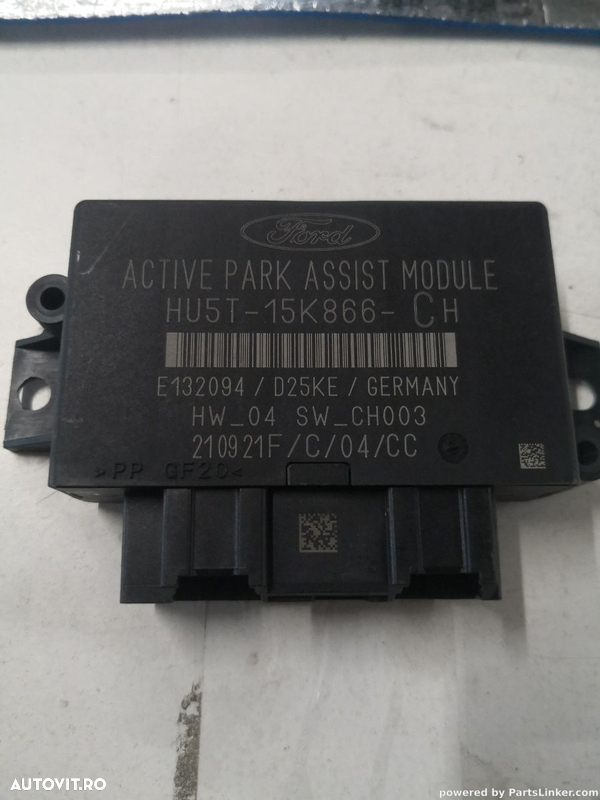 Ford
ACTIVE PARK ASSIST MODULE
HU5T-15K866-CH
E132094 / D25KE / GERMANY
HW_04 SW_CH003
210921F/C/04/CC
>PP GF20<
AUTOVIT.RO
powered by PartsLinker.com